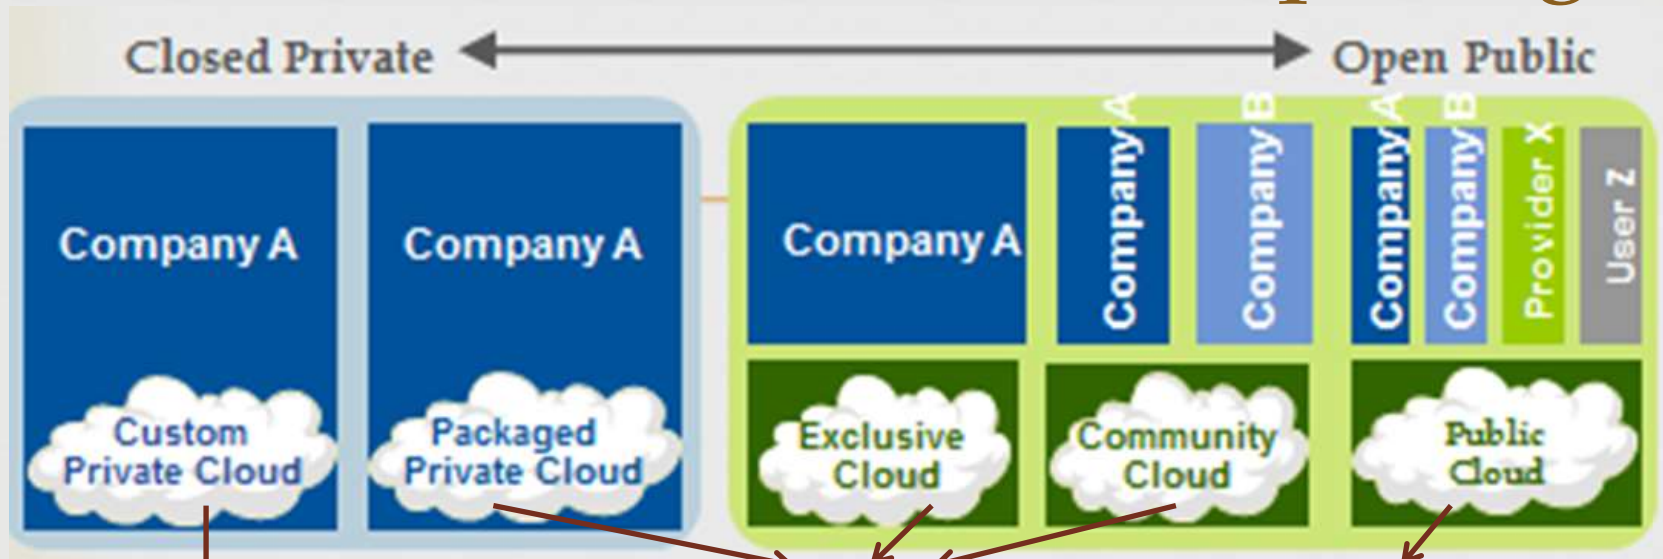 Closed Private
Open Public
Company A
Company A
Company A
Company A
Company B
Company A
Company B
Provider X
User Z
Custom
Private Cloud
Packaged
Private Cloud
Exclusive
Cloud
Community
Cloud
Public
Cloud